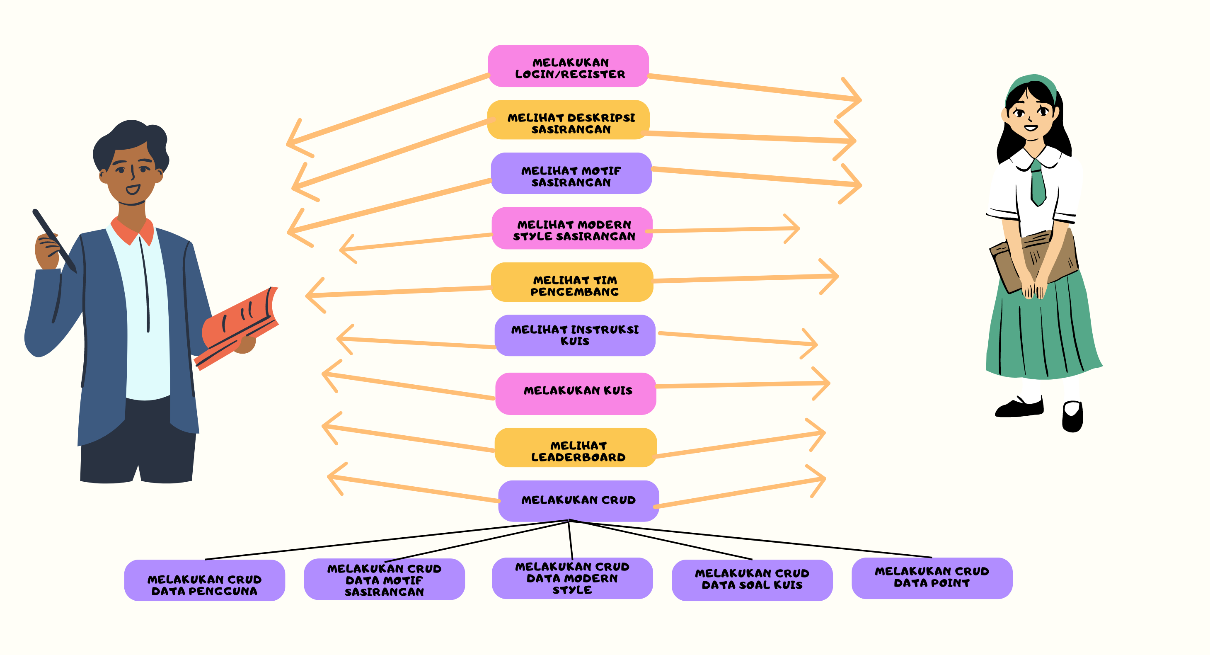 MELAKUKAN
LOGIN/REGISTER
MELIHAT DESKRIPSI
SASIRANGAN
MELIHAT MOTIF
SASIRANGAN
MELIHAT MODERN
STYLE SASIRANGAN
MELIHAT TIM
PENGEMBANG
MELIHAT INSTRUKSI
KUIS
MELAKUKAN KUIS
MELIHAT
LEADERBOARD
MELAKUKAN CRUD
MELAKUKAN CRUD
DATA PENGGUNA
MELAKUKAN CRUD
DATA MOTIF
SASIRANGAN
MELAKUKAN CRUD
DATA MODERN
STYLE
MELAKUKAN CRUD
DATA SOAL KUIS
MELAKUKAN CRUD
DATA POINT